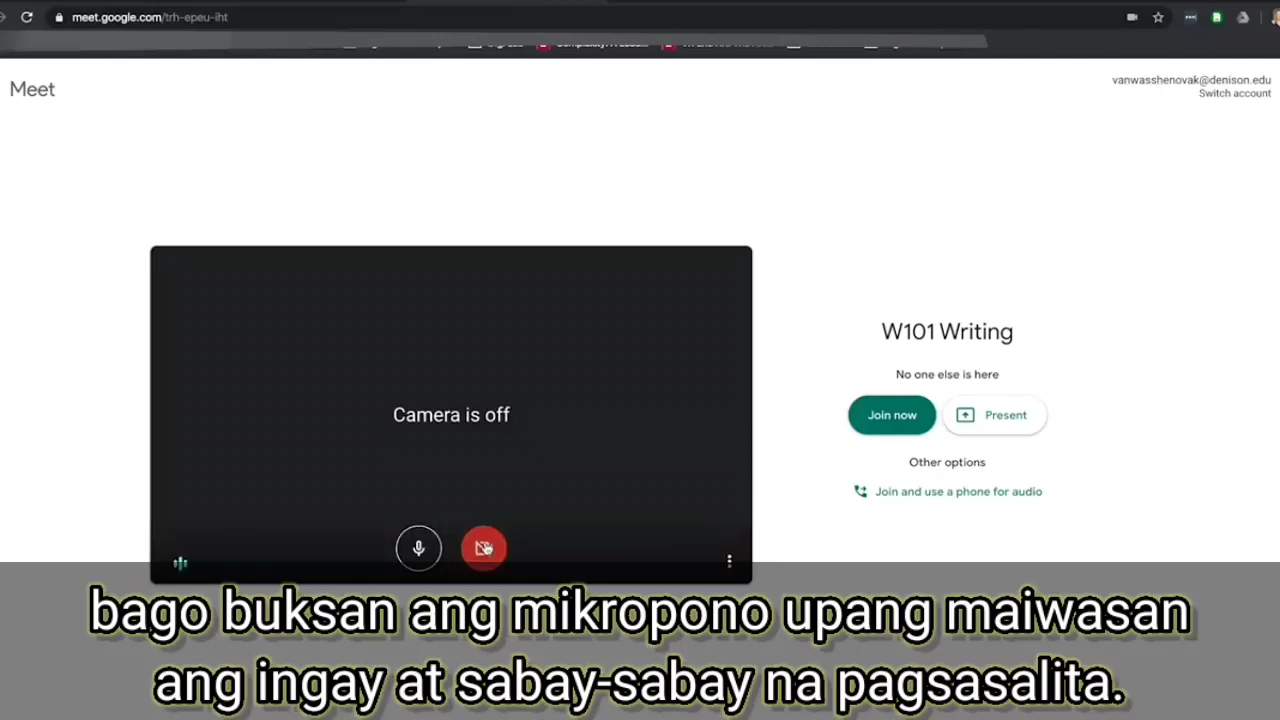 meet.google.com/trh-epeu-iht
Meet
vanwasshenovak@denison.edu
Switch account
Camera is off
W101 Writing
No one else is here
Join now
Present
Other options
Join and use a phone for audio
bago buksan ang mikropono upang maiwasan
ang ingay at sabay-sabay na pagsasalita.